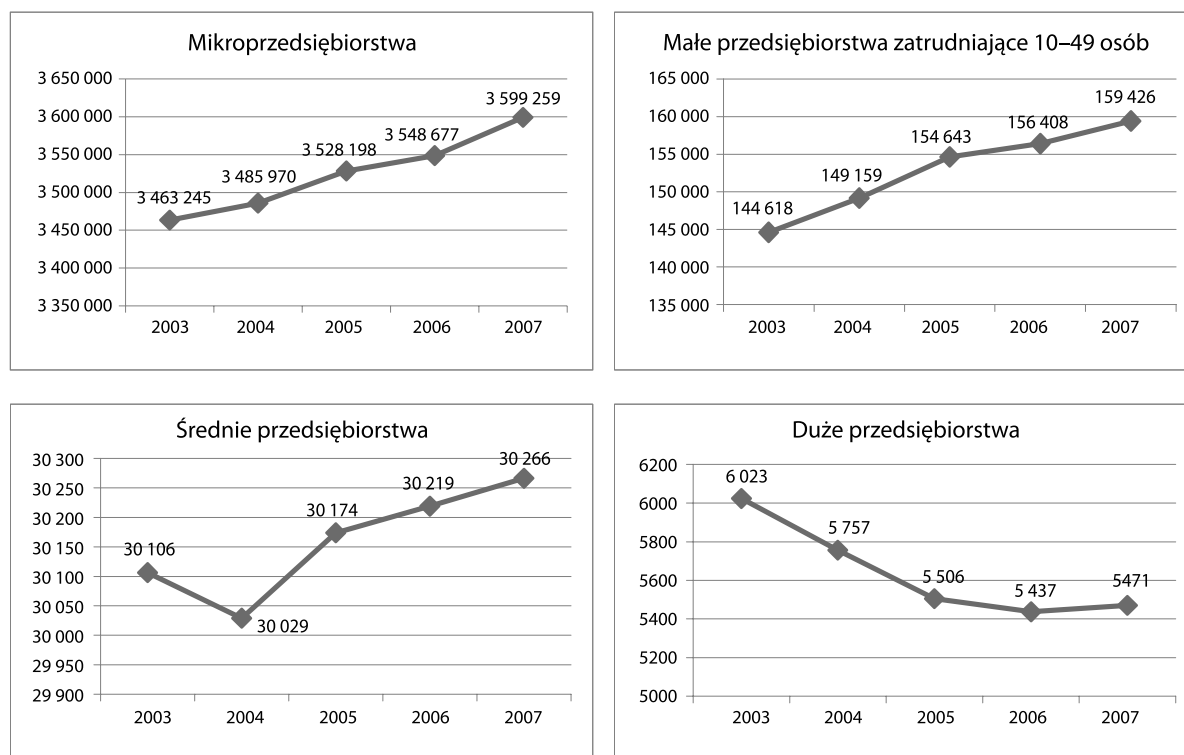 Mikroprzedsiębiorstwa
3 650 000
3 600 000
3 550 000
3 500 000
3 450 000
3 400 000
3 350 000
3 463 245
3 485 970
3 528 198
3 548 677
3 599 259
2003 2004 2005 2006 2007
Małe przedsiębiorstwa zatrudniające 10–49 osób
165 000
160 000
155 000
150 000
145 000
140 000
135 000
144 618
149 159
154 643
156 408
159 426
2003 2004 2005 2006 2007
Średnie przedsiębiorstwa
30 300
30 250
30 200
30 150
30 100
30 050
30 000
29 950
29 900
30 106
30 029
30 174
30 219
30 266
2003 2004 2005 2006 2007
Duże przedsiębiorstwa
6200
6000
5800
5600
5400
5200
5000
6 023
5 757
5 506
5 437
5471
2003 2004 2005 2006 2007